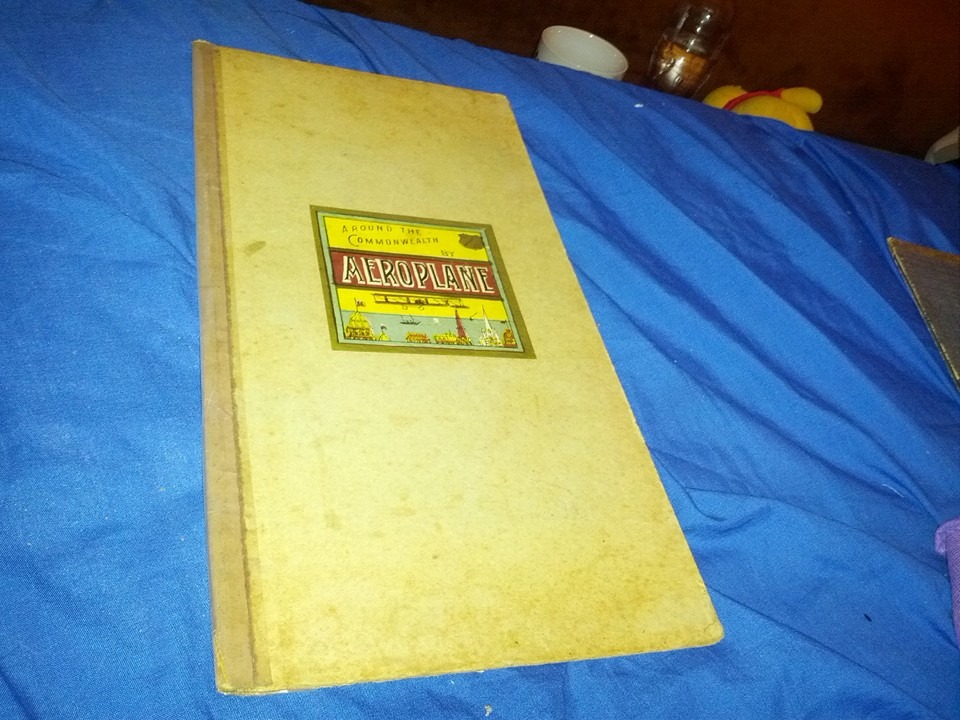 AROUND THE
COMMONWEALTH
BY
AEROPLANE